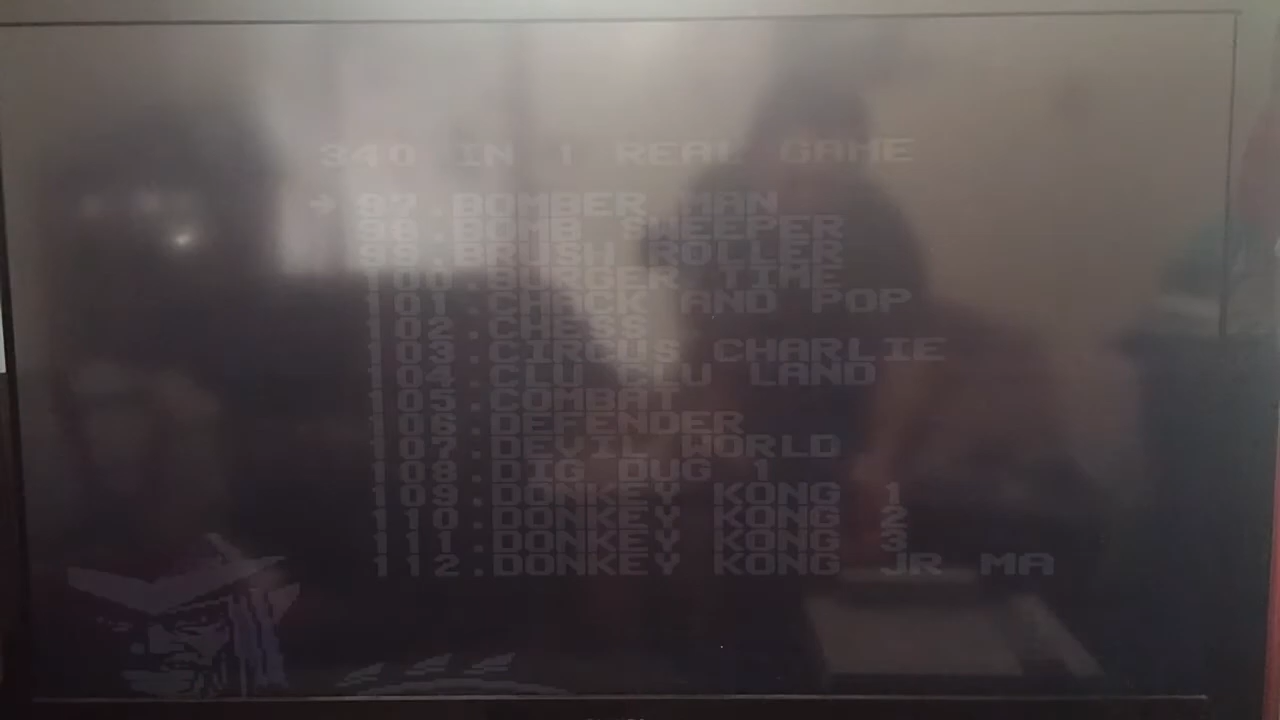 340 IN 1 REAL GAME
→ 97.BOMBER MAN
98.BOMB SWEEPER
99.BRUSH ROLLER
100.BURGER TIME
101.CHACK AND POP
102.CHESS
103.CIRCUS CHARLIE
104.CLU CLU LAND
105.COMBAT
106.DEFENDER
107.DEVIL WORLD
108.DIG DUG 1
109.DONKEY KONG 1
110.DONKEY KONG 2
111.DONKEY KONG 3
112.DONKEY KONG JR MA